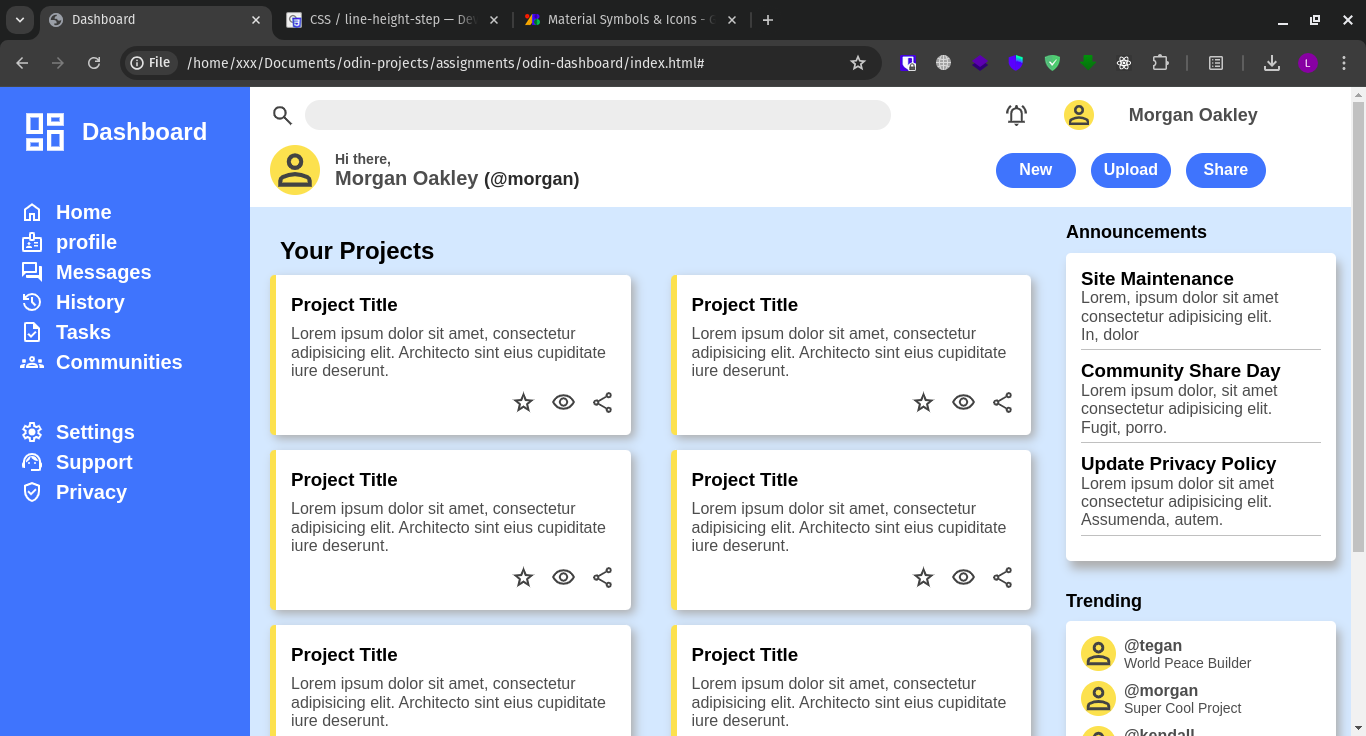 Dashboard
CSS / line-height-step — Dev
Material Symbols & Icons - G
File
/home/xxx/Documents/odin-projects/assignments/odin-dashboard/index.html#
L
Dashboard
Home
profile
Messages
History
Tasks
Communities
Settings
Support
Privacy
Morgan Oakley
Hi there,
Morgan Oakley (@morgan)
New
Upload
Share
Your Projects
Project Title
Lorem ipsum dolor sit amet, consectetur
adipisicing elit. Architecto sint eius cupiditate
iure deserunt.
Project Title
Lorem ipsum dolor sit amet, consectetur
adipisicing elit. Architecto sint eius cupiditate
iure deserunt.
Project Title
Lorem ipsum dolor sit amet, consectetur
adipisicing elit. Architecto sint eius cupiditate
iure deserunt.
Project Title
Lorem ipsum dolor sit amet, consectetur
adipisicing elit. Architecto sint eius cupiditate
iure deserunt.
Project Title
Lorem ipsum dolor sit amet, consectetur
adipisicing elit. Architecto sint eius cupiditate
iure deserunt.
Project Title
Lorem ipsum dolor sit amet, consectetur
adipisicing elit. Architecto sint eius cupiditate
iure deserunt.
Announcements
Site Maintenance
Lorem, ipsum dolor sit amet
consectetur adipisicing elit.
In, dolor
Community Share Day
Lorem ipsum dolor, sit amet
consectetur adipisicing elit.
Fugit, porro.
Update Privacy Policy
Lorem ipsum dolor sit amet
consectetur adipisicing elit.
Assumenda, autem.
Trending
@tegan
World Peace Builder
@morgan
Super Cool Project
@kendall